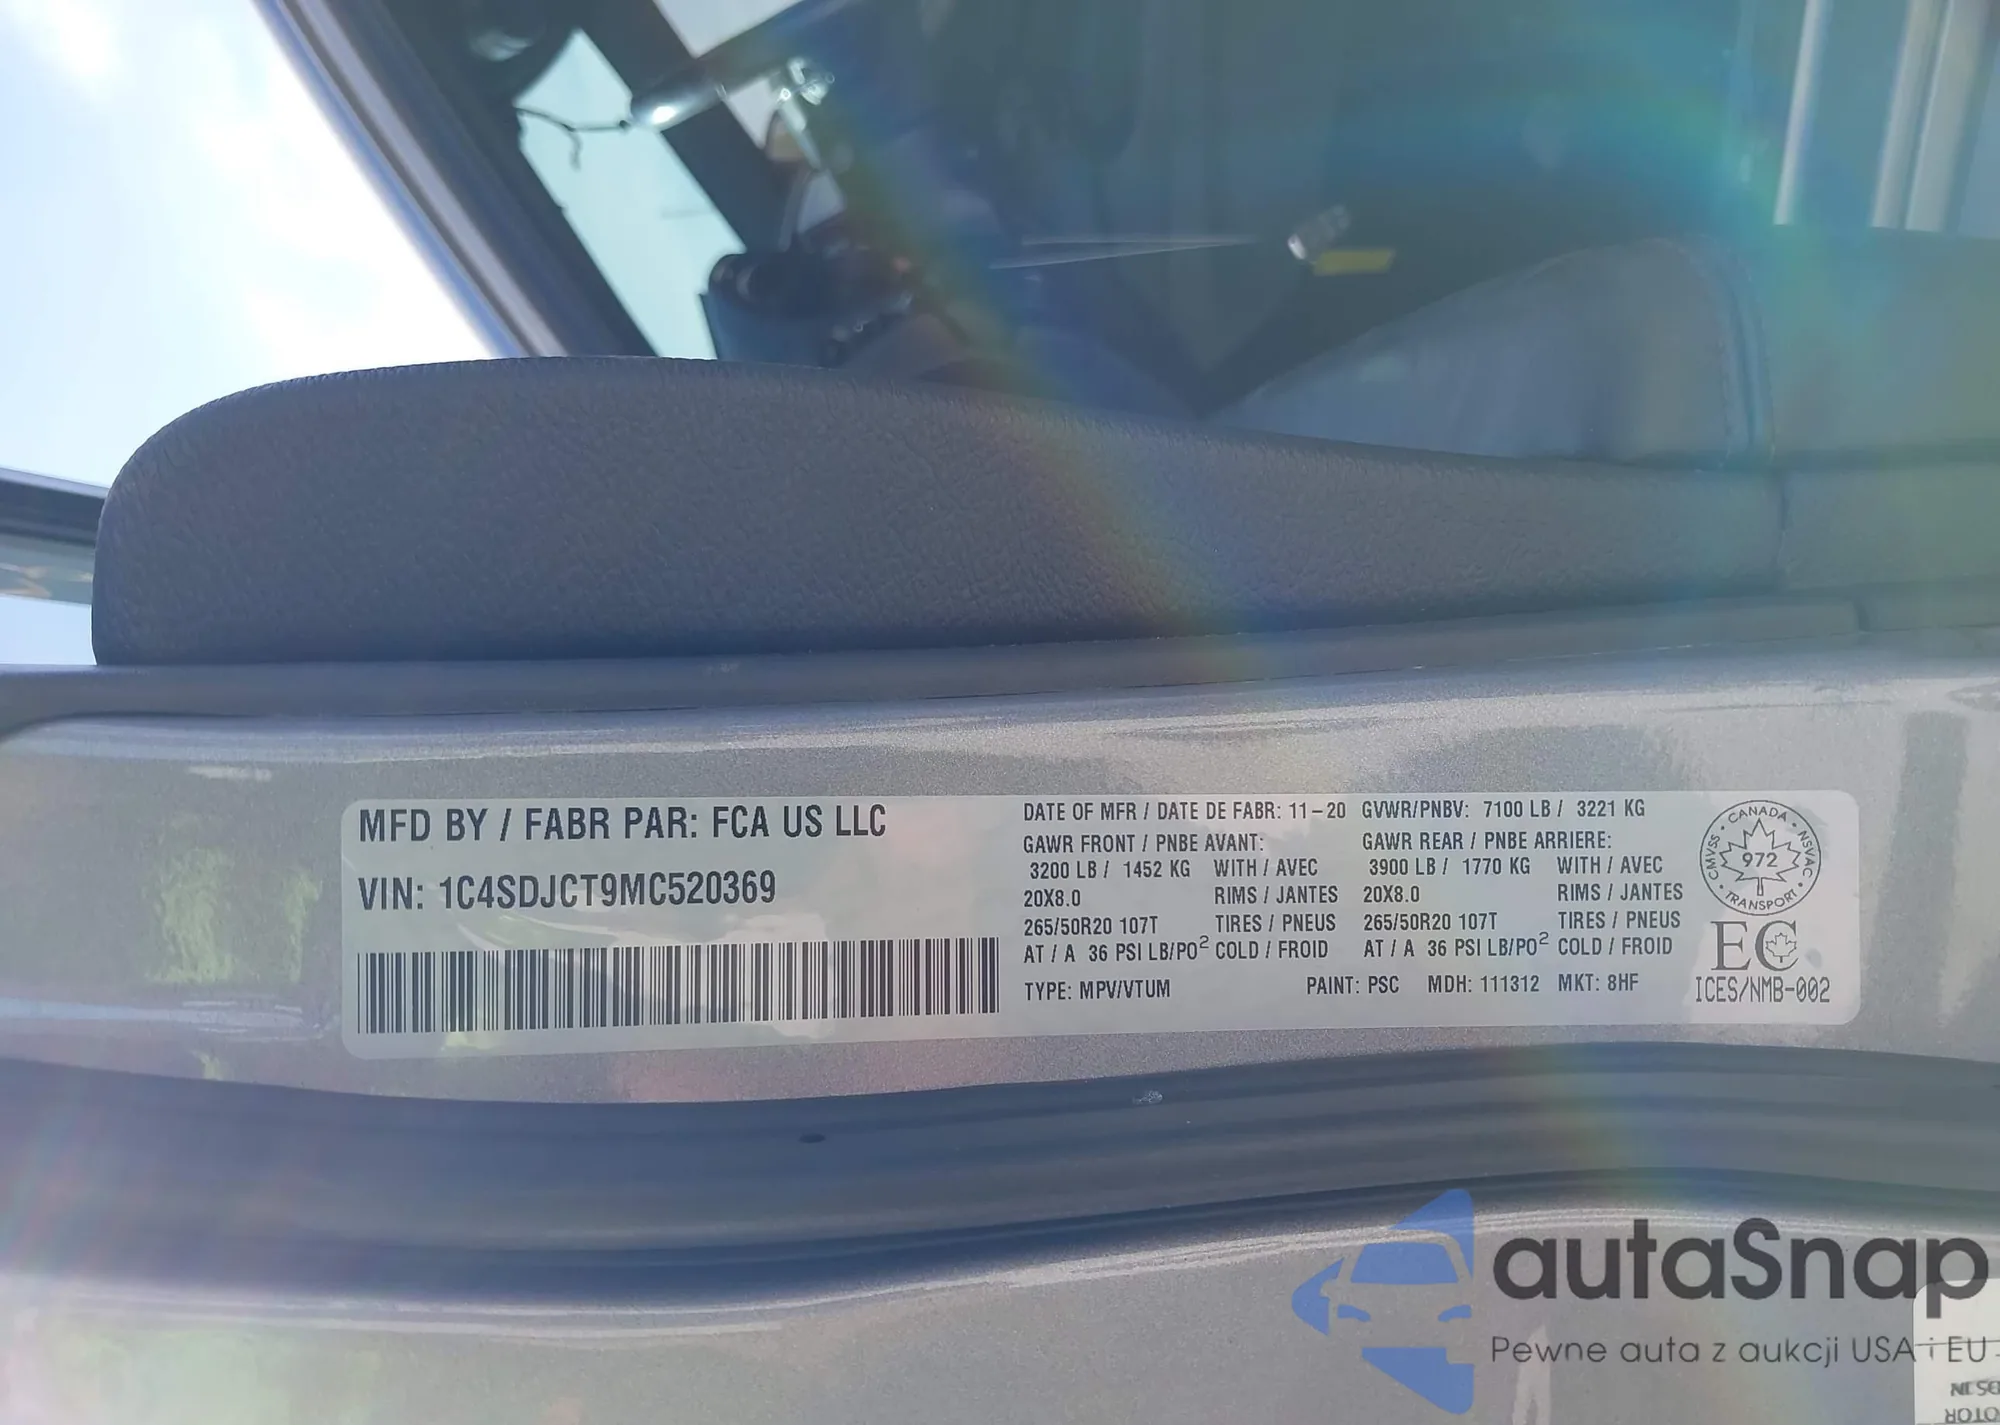 MFD BY / FABR PAR: FCA US LLC
VIN: 1C4SDJCT9MC520369
DATE OF MFR / DATE DE FABR: 11-20
GVWR/PNBV: 7100 LB / 3221 KG
GAWR FRONT / PNBE AVANT:
3200 LB / 1452 KG WITH / AVEC
20X8.0 RIMS / JANTES
265/50R20 107T TIRES / PNEUS
AT / A 36 PSI LB/PO² COLD / FROID
GAWR REAR / PNBE ARRIERE:
3900 LB / 1770 KG WITH / AVEC
20X8.0 RIMS / JANTES
265/50R20 107T TIRES / PNEUS
AT / A 36 PSI LB/PO² COLD / FROID
TYPE: MPV/VTUM PAINT: PSC MDH: 111312 MKT: 8HF
CANADA • NSVAC • TRANSPORT • CMVSS •
972
EC
ICES/NMB-002
autaSnap
Pewne auta z aukcji USA i EU